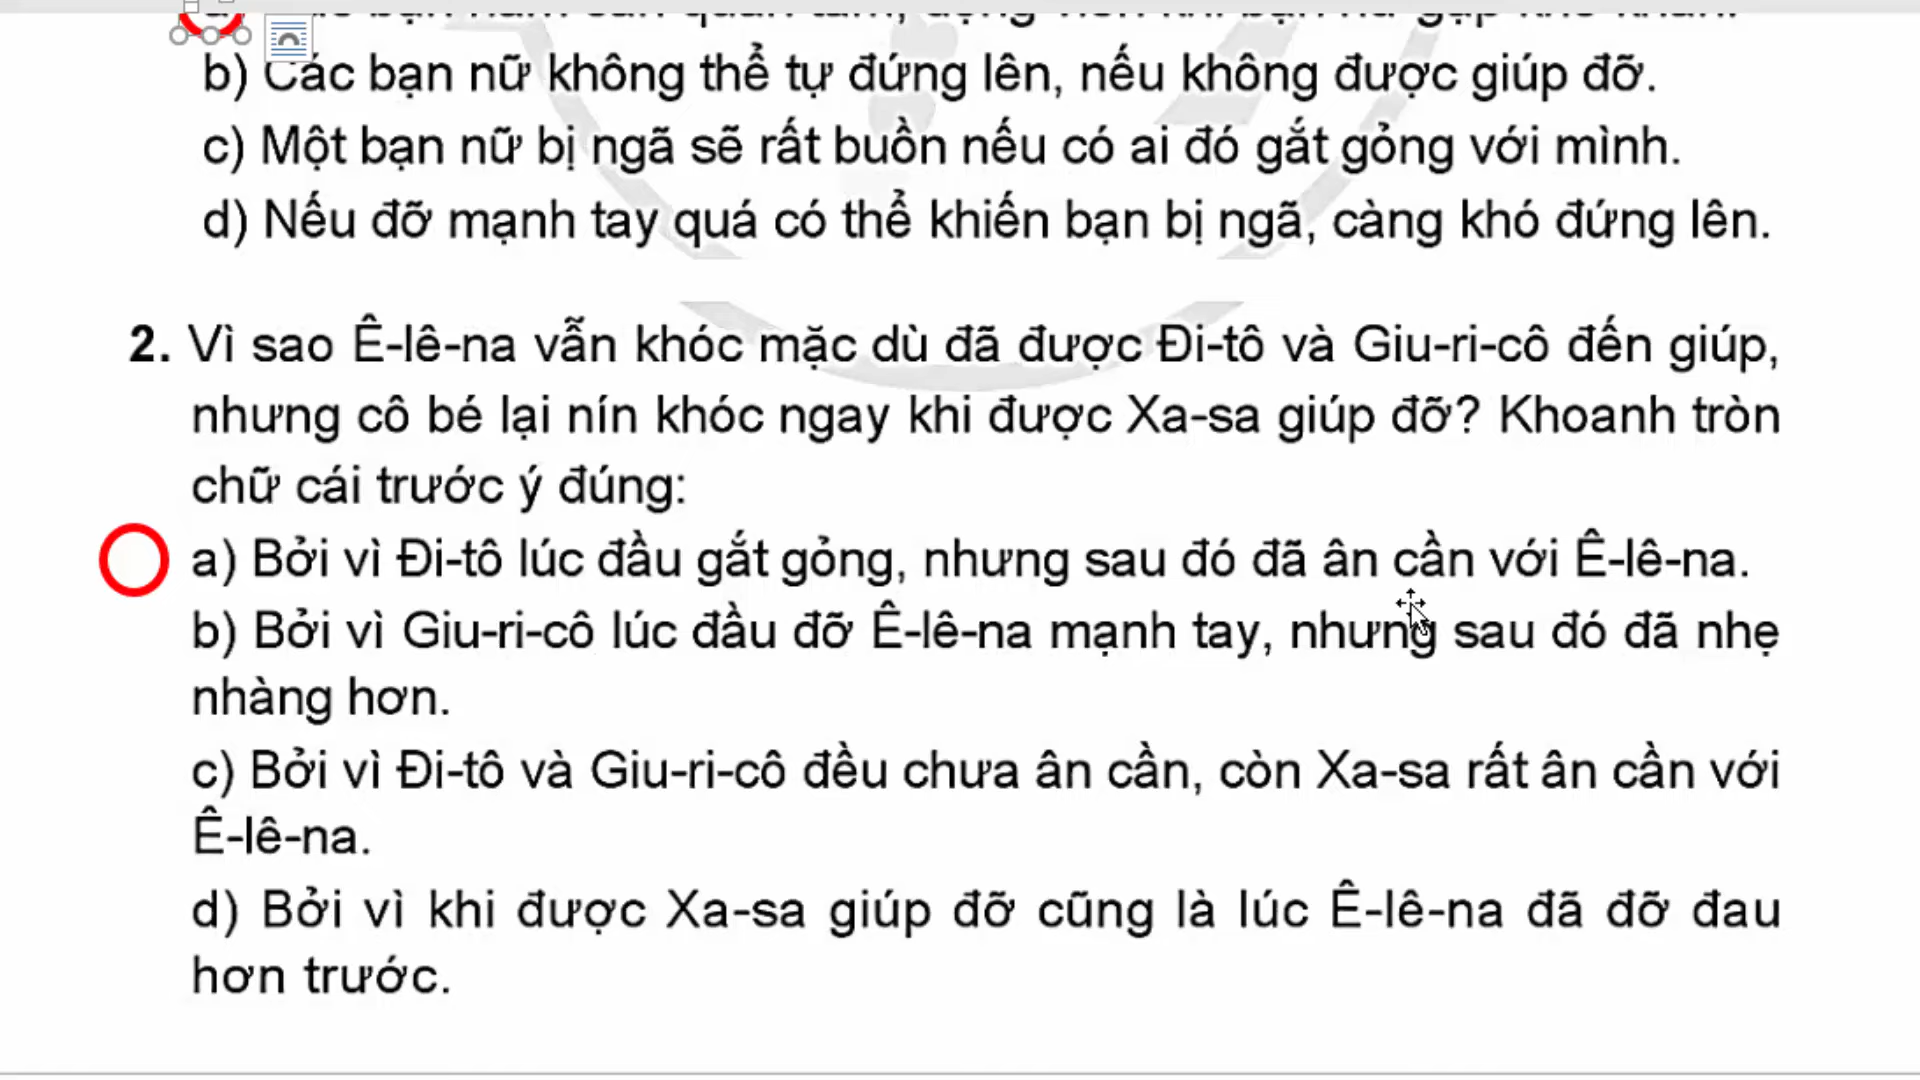 b) Các bạn nữ không thể tự đứng lên, nếu không được giúp đỡ.
c) Một bạn nữ bị ngã sẽ rất buồn nếu có ai đó gắt gỏng với mình.
d) Nếu đỡ mạnh tay quá có thể khiến bạn bị ngã, càng khó đứng lên.
2. Vì sao Ê-lê-na vẫn khóc mặc dù đã được Đi-tô và Giu-ri-cô đến giúp,
nhưng cô bé lại nín khóc ngay khi được Xa-sa giúp đỡ? Khoanh tròn
chữ cái trước ý đúng:
a) Bởi vì Đi-tô lúc đầu gắt gỏng, nhưng sau đó đã ân cần với Ê-lê-na.
b) Bởi vì Giu-ri-cô lúc đầu đỡ Ê-lê-na mạnh tay, nhưng sau đó đã nhẹ
nhàng hơn.
c) Bởi vì Đi-tô và Giu-ri-cô đều chưa ân cần, còn Xa-sa rất ân cần với
Ê-lê-na.
d) Bởi vì khi được Xa-sa giúp đỡ cũng là lúc Ê-lê-na đã đỡ đau
hơn trước.